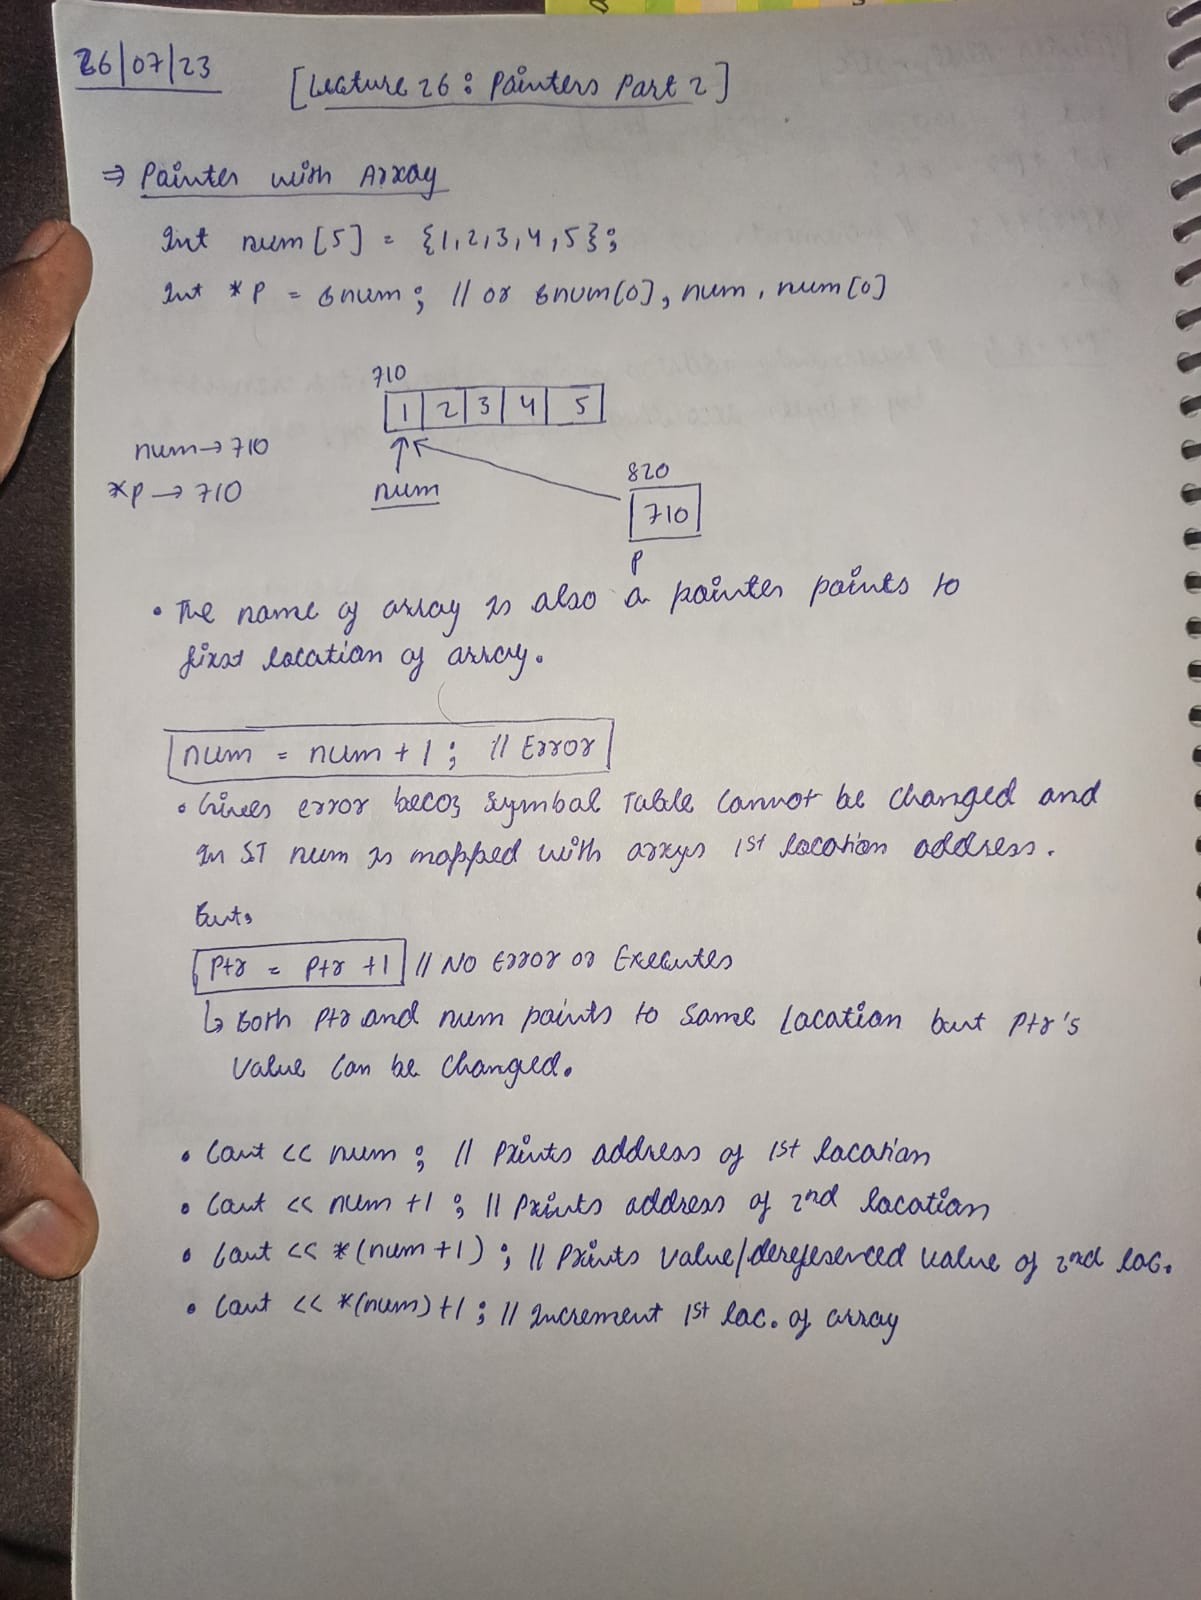 26/07/23
[Lecture 26 : Pointers Part 2]
⇒ Pointer with Array
Int num [5] = {1,2,3,4,5};
Int *p = &num ; // or &num[0], num, num[0]
710
1 2 3 4 5
num → 710
*p → 710
num
820
710
P
• The name of array is also a pointer points to
first location of array.
num = num + 1 ; // Error
• Gives error becoz Symbol Table Cannot be changed and
In ST num is mapped with arrys 1st location address.
But,
Ptr = Ptr +1 // No Error or Executes
↳ Both Ptr and num points to Same Location but Ptr's
Value Can be Changed.
• Cout << num ; // Prints address of 1st location
• Cout << num +1 ; // Prints address of 2nd location
• Cout << *(num +1) ; // Prints Value/dereferenced value of 2nd loc.
• Cout << *(num) +1 ; // Increment 1st loc. of array